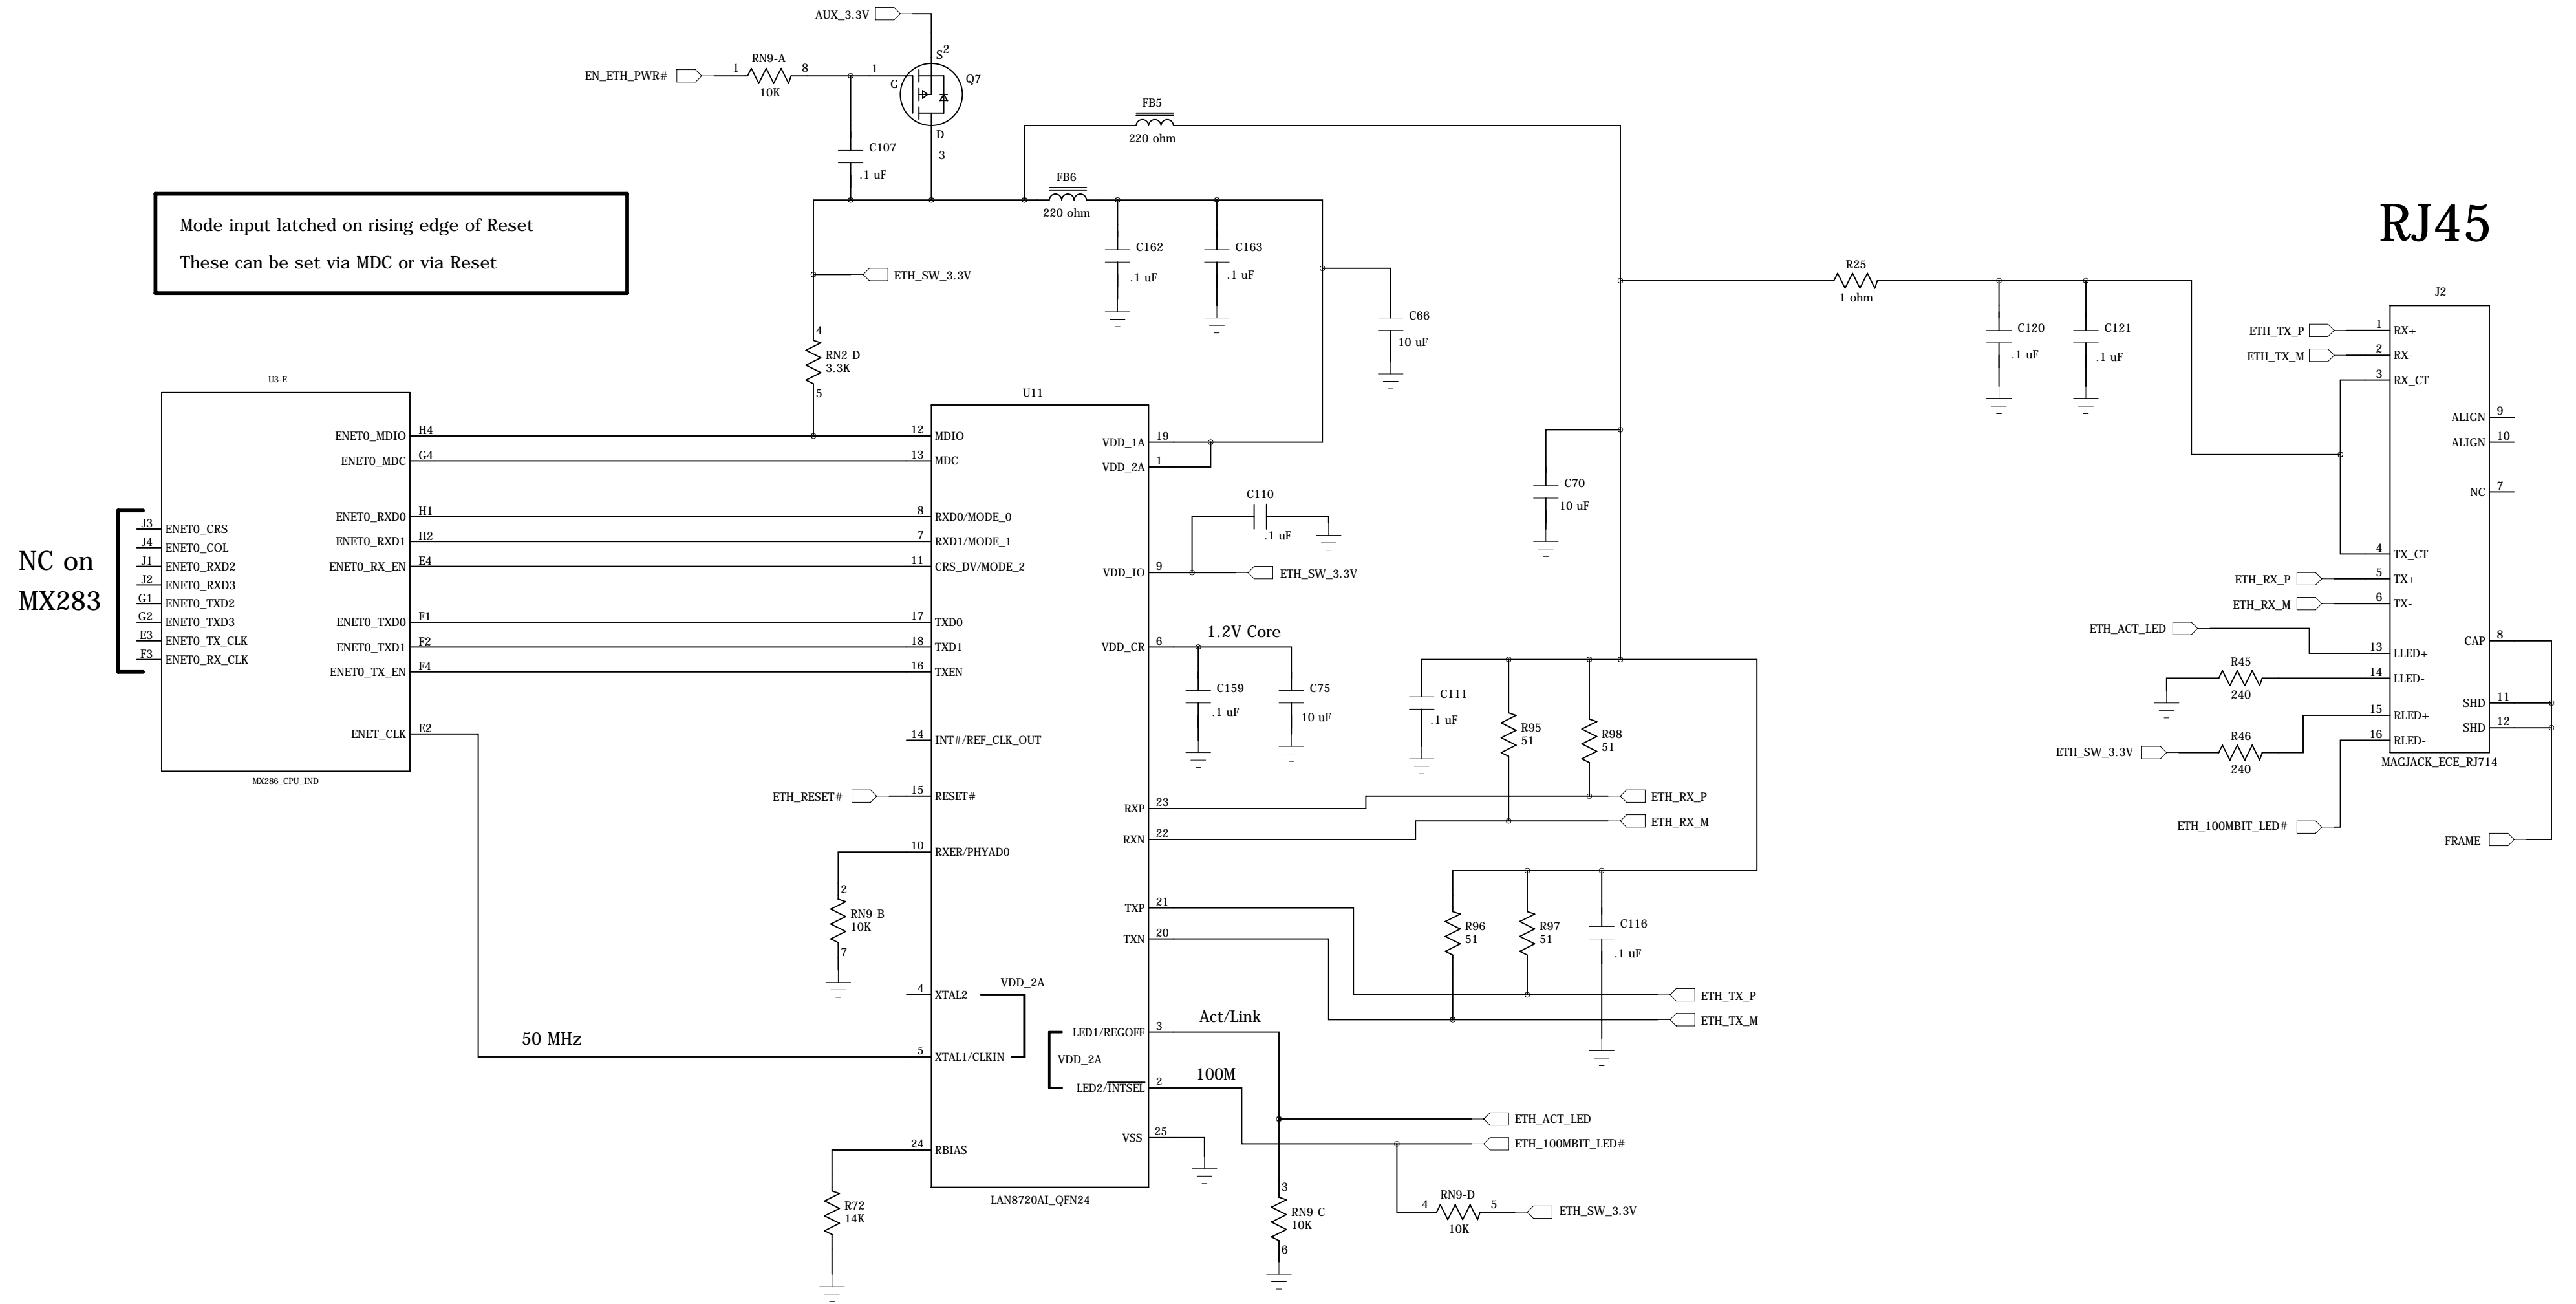 AUX_3.3V
S 2
EN_ETH_PWR#
1 RN9-A 8
10K
1 G Q7
D
3
C107
.1 uF
FB5
220 ohm
FB6
220 ohm
Mode input latched on rising edge of Reset
These can be set via MDC or via Reset
RJ45
ETH_SW_3.3V
C162
.1 uF
C163
.1 uF
C66
10 uF
R25
1 ohm
C120
.1 uF
C121
.1 uF
4
RN2-D
3.3K
5
C70
10 uF
U3-E
ENET0_MDIO H4
ENET0_MDC G4
ENET0_RXD0 H1
ENET0_RXD1 H2
ENET0_RX_EN E4
ENET0_TXD0 F1
ENET0_TXD1 F2
ENET0_TX_EN F4
ENET_CLK E2
NC on
MX283
J3 ENET0_CRS
J4 ENET0_COL
J1 ENET0_RXD2
J2 ENET0_RXD3
G1 ENET0_TXD2
G2 ENET0_TXD3
E3 ENET0_TX_CLK
F3 ENET0_RX_CLK
MX286_CPU_IND
U11
12 MDIO
13 MDC
8 RXD0/MODE_0
7 RXD1/MODE_1
11 CRS_DV/MODE_2
17 TXD0
18 TXD1
16 TXEN
14 INT#/REF_CLK_OUT
ETH_RESET# 15 RESET#
10 RXER/PHYAD0
2
RN9-B
10K
7
4 XTAL2
VDD_2A
50 MHz
5 XTAL1/CLKIN
24 RBIAS
R72
14K
VDD_1A 19
VDD_2A 1
C110
.1 uF
VDD_IO 9 ETH_SW_3.3V
VDD_CR 6 1.2V Core
C159
.1 uF
C75
10 uF
C111
.1 uF
R95
51
R98
51
RXP 23 ETH_RX_P
RXN 22 ETH_RX_M
TXP 21
TXN 20
R96
51
R97
51
C116
.1 uF
ETH_TX_P
ETH_TX_M
LED1/REGOFF 3 Act/Link
VDD_2A
LED2/INTSEL 2 100M
VSS 25
ETH_ACT_LED
ETH_100MBIT_LED#
3
RN9-C
10K
6
4 RN9-D 5 ETH_SW_3.3V
10K
LAN8720AI_QFN24
J2
ETH_TX_P 1 RX+
ETH_TX_M 2 RX-
3 RX_CT
ALIGN 9
ALIGN 10
NC 7
4 TX_CT
ETH_RX_P 5 TX+
ETH_RX_M 6 TX-
ETH_ACT_LED 13 LLED+
CAP 8
R45
240
14 LLED-
SHD 11
15 RLED+
SHD 12
ETH_SW_3.3V R46
240
16 RLED-
MAGJACK_ECE_RJ714
ETH_100MBIT_LED#
FRAME